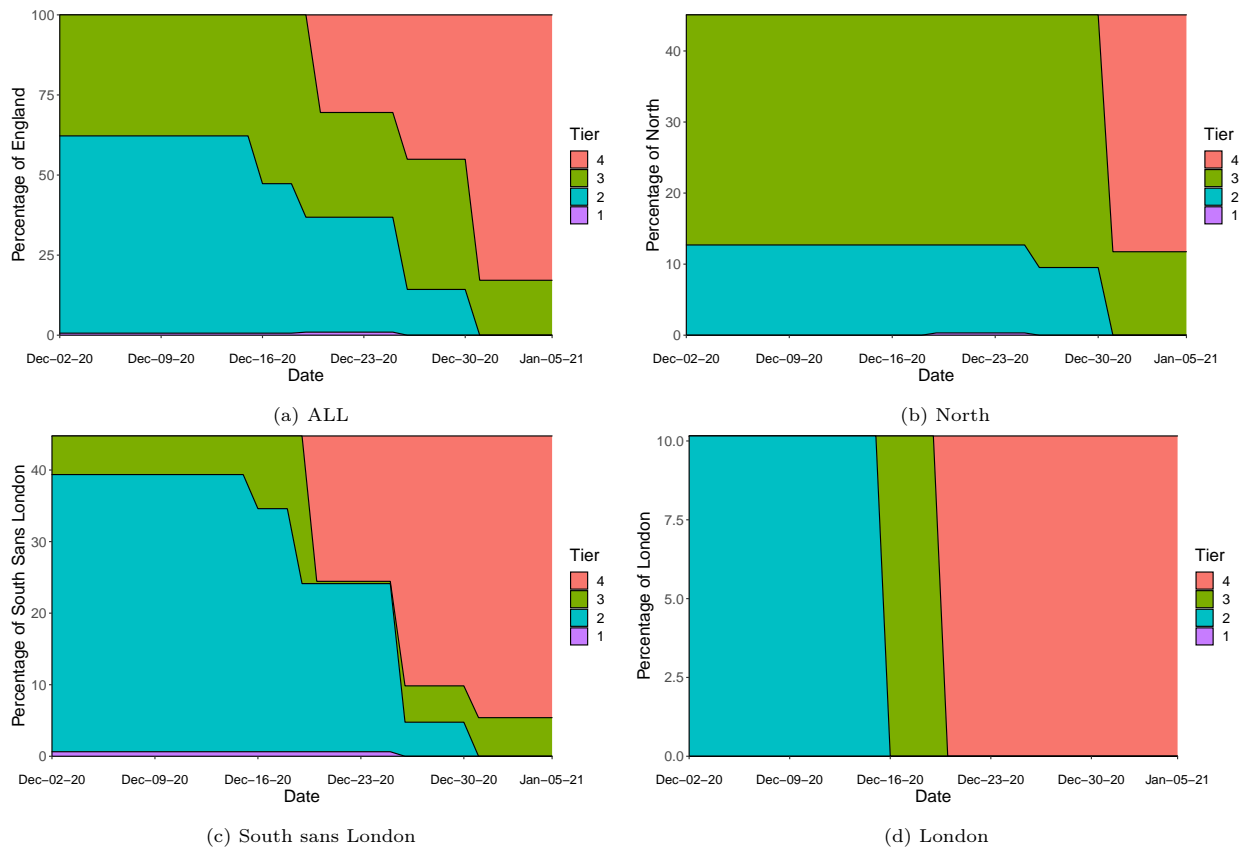 100
75
50
25
0
Percentage of England
Dec–02–20 Dec–09–20 Dec–16–20 Dec–23–20 Dec–30–20 Jan–05–21
Date
Tier
4
3
2
1
(a) ALL
40
30
20
10
0
Percentage of North
Dec–02–20 Dec–09–20 Dec–16–20 Dec–23–20 Dec–30–20 Jan–05–21
Date
Tier
4
3
2
1
(b) North
40
30
20
10
0
Percentage of South Sans London
Dec–02–20 Dec–09–20 Dec–16–20 Dec–23–20 Dec–30–20 Jan–05–21
Date
Tier
4
3
2
1
(c) South sans London
10.0
7.5
5.0
2.5
0.0
Percentage of London
Dec–02–20 Dec–09–20 Dec–16–20 Dec–23–20 Dec–30–20 Jan–05–21
Date
Tier
4
3
2
1
(d) London